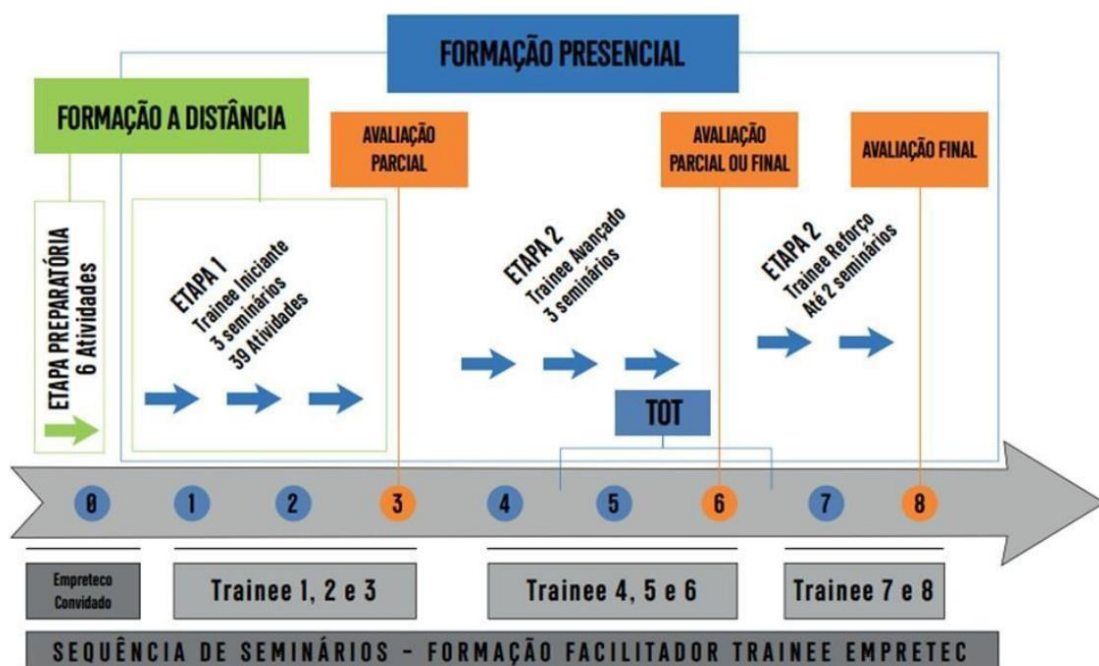 FORMAÇÃO PRESENCIAL
FORMAÇÃO A DISTÂNCIA
AVALIAÇÃO
PARCIAL
AVALIAÇÃO
PARCIAL OU FINAL
AVALIAÇÃO FINAL
ETAPA PREPARATÓRIA
6 Atividades
ETAPA 1
Trainee Iniciante
3 seminários
39 Atividades
ETAPA 2
Trainee Avançado
3 seminários
ETAPA 2
Trainee Reforço
Até 2 seminários
TOT
0 1 2 3 4 5 6 7 8
Empreteco
Convidado
Trainee 1, 2 e 3
Trainee 4, 5 e 6
Trainee 7 e 8
SEQUÊNCIA DE SEMINÁRIOS - FORMAÇÃO FACILITADOR TRAINEE EMPRETEC